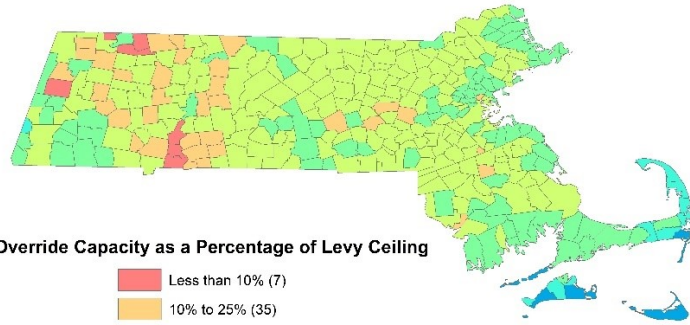 Override Capacity as a Percentage of Levy Ceiling
Less than 10% (7)
10% to 25% (35)